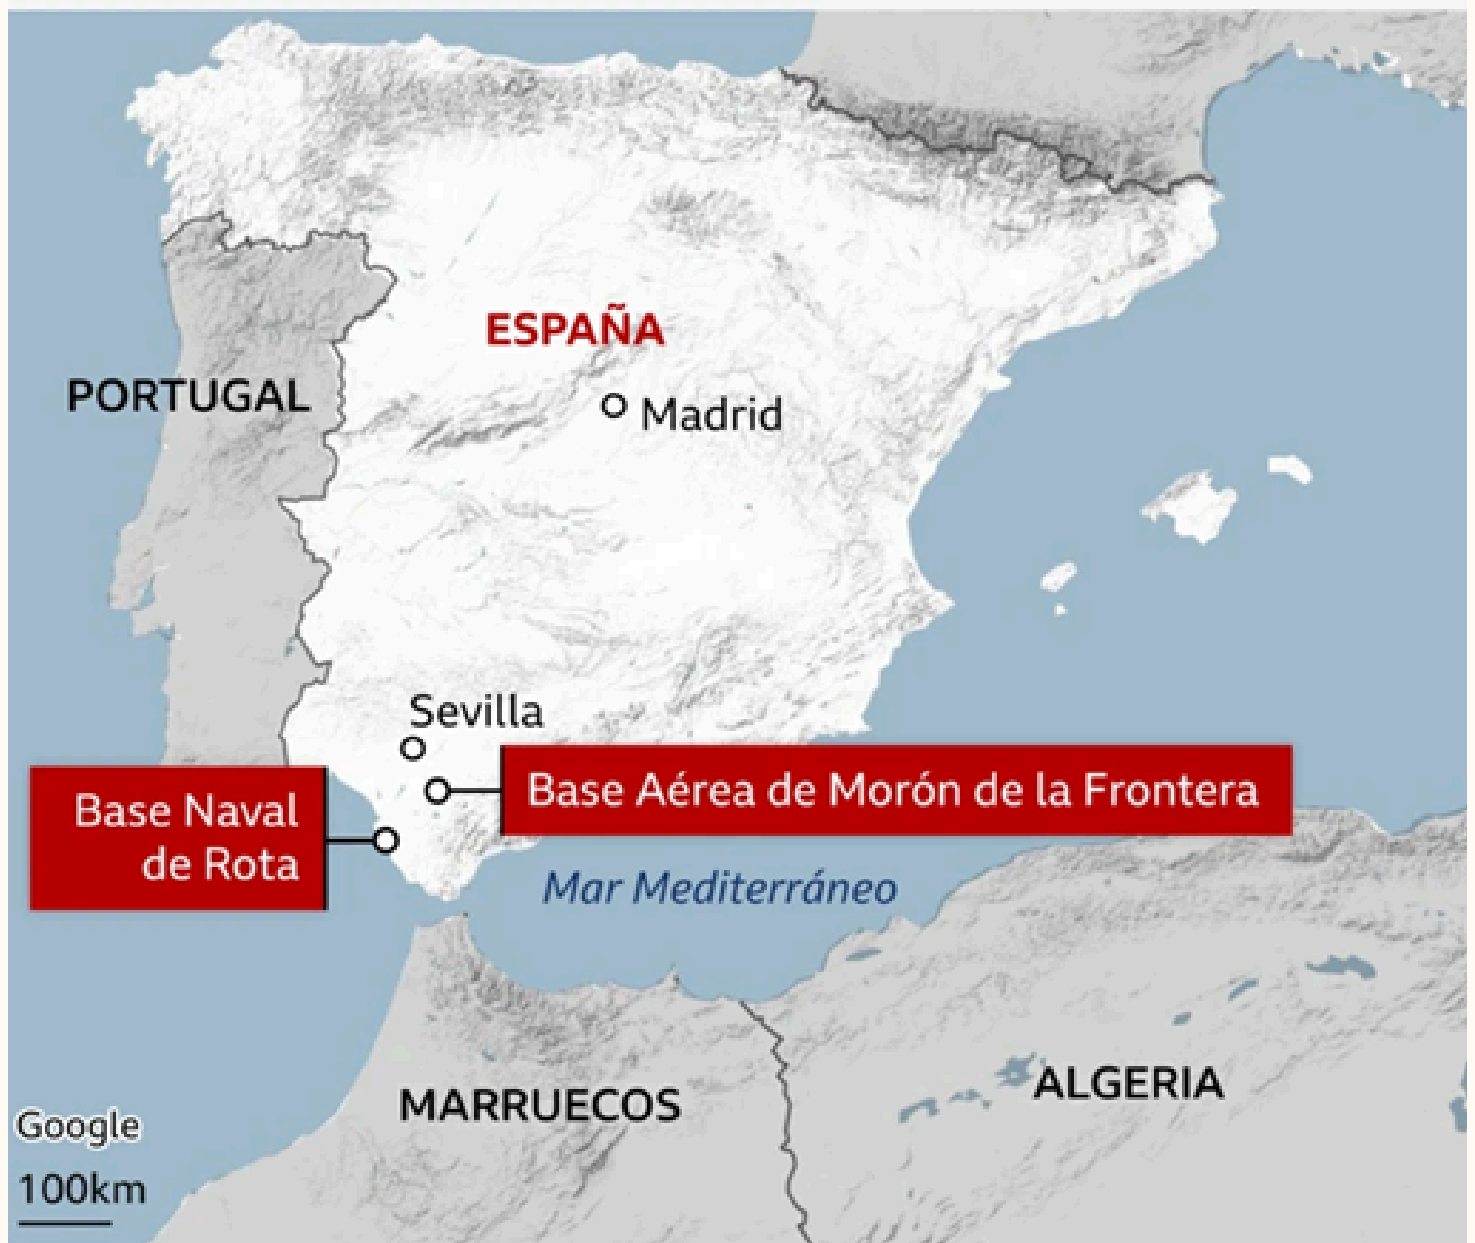 ESPAÑA
PORTUGAL
Madrid
Sevilla
Base Aérea de Morón de la Frontera
Base Naval
de Rota
Mar Mediterráneo
MARRUECOS
ALGERIA
Google
100km